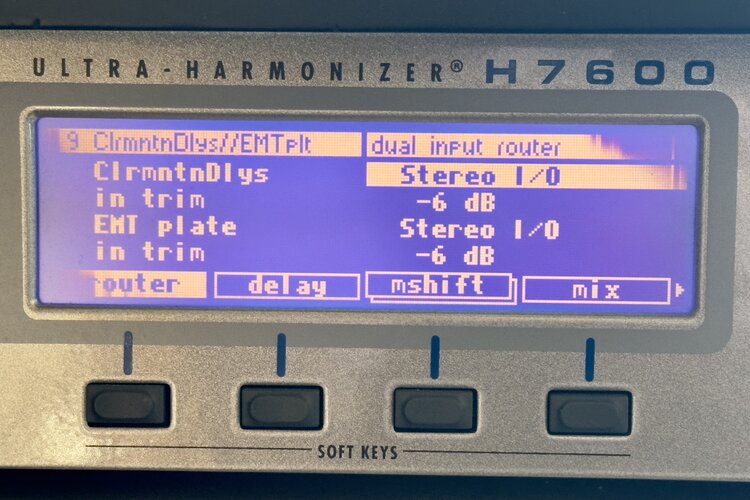 ULTRA-HARMONIZER® H7600
9 ClrmntnDlys//EMTplt dual input router
ClrmntnDlys Stereo I/O
in trim -6 dB
EMT plate Stereo I/O
in trim -6 dB
router delay mshift mix
SOFT KEYS